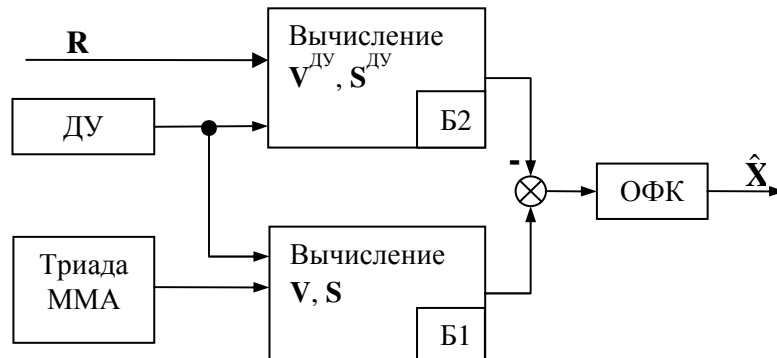 R
Вычисление
V^ДУ, S^ДУ
Б2
ДУ
-
ОФК
X̂
Триада
ММА
Вычисление
V, S
Б1